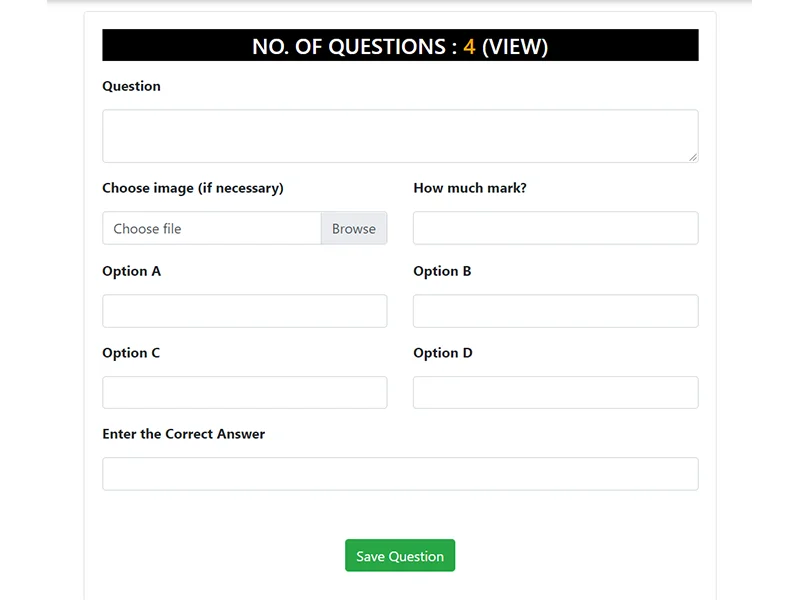 NO. OF QUESTIONS : 4 (VIEW)
Question
Choose image (if necessary)
How much mark?
Choose file
Browse
Option A
Option B
Option C
Option D
Enter the Correct Answer
Save Question